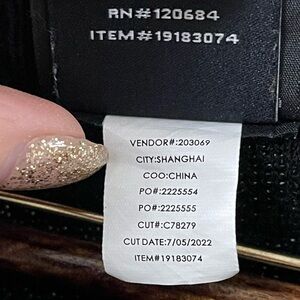 RN#120684
ITEM#19183074
VENDOR#:203069
CITY:SHANGHAI
COO:CHINA
PO#:2225554
PO#:2225555
CUT#:C78279
CUT DATE:7/05/2022
ITEM#19183074